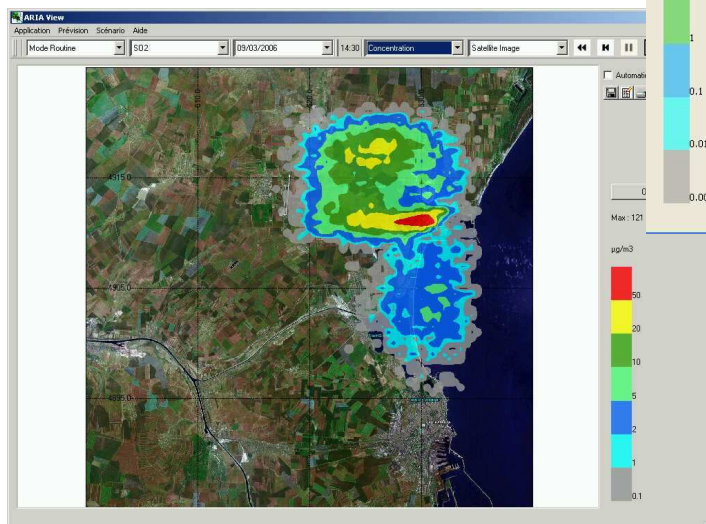 ARIA View
Application Prévision Scénario Aide
Mode Routine SO2 09/03/2006 14:30 Concentration Satellite Image
Automati
Max : 121
µg/m3
50
20
10
5
2
1
0.1
1
0.1
0.01
0.00
4915.0
4905.0
4895.0